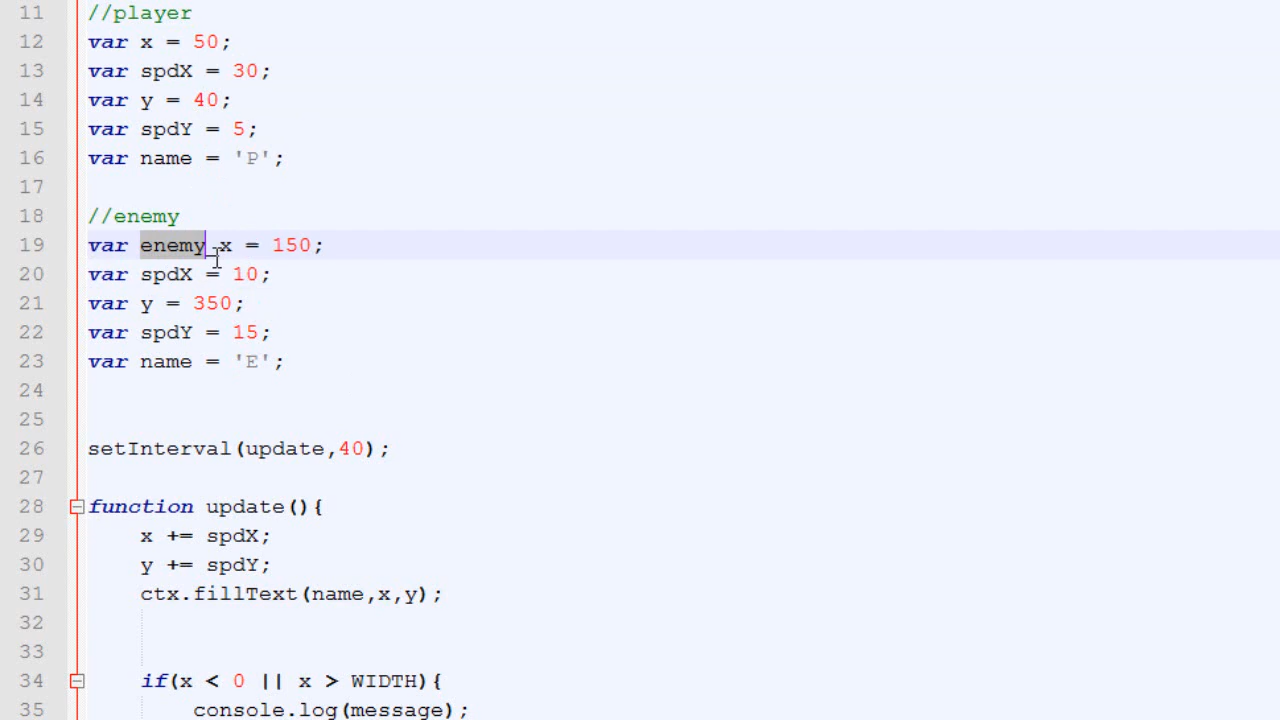 11 //player
12 var x = 50;
13 var spdX = 30;
14 var y = 40;
15 var spdY = 5;
16 var name = 'P';
17
18 //enemy
19 var enemy_x = 150;
20 var spdX = 10;
21 var y = 350;
22 var spdY = 15;
23 var name = 'E';
24
25
26 setInterval(update,40);
27
28 function update(){
29 x += spdX;
30 y += spdY;
31 ctx.fillText(name,x,y);
32
33
34 if(x < 0 || x > WIDTH){
35 console.log(message);